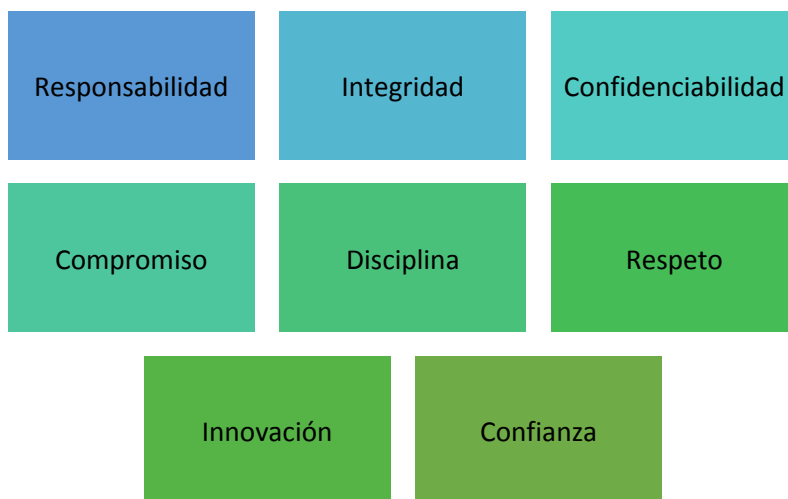 Responsabilidad
Integridad
Confidenciabilidad
Compromiso
Disciplina
Respeto
Innovación
Confianza